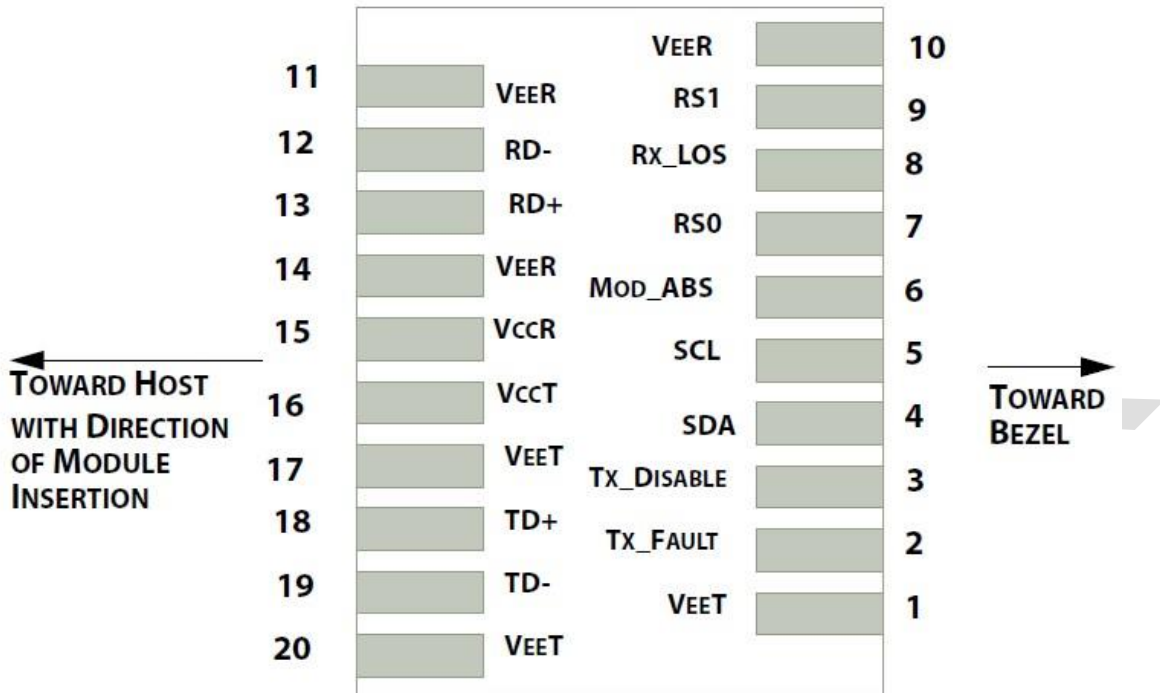 11 VEER
12 RD-
13 RD+
14 VEER
15 VCCR
16 VCCT
17 VEET
18 TD+
19 TD-
20 VEET
TOWARD HOST
WITH DIRECTION
OF MODULE
INSERTION
VEER 10
RS1 9
RX_LOS 8
RS0 7
MOD_ABS 6
SCL 5
SDA 4
TX_DISABLE 3
TX_FAULT 2
VEET 1
TOWARD
BEZEL